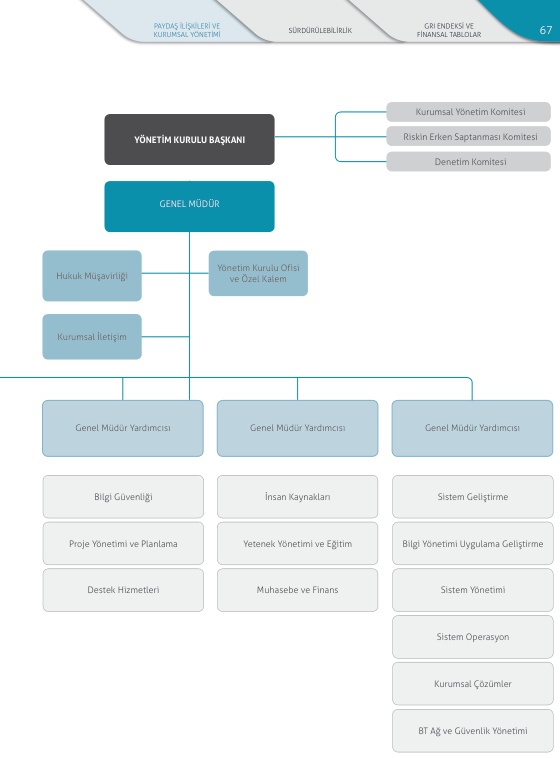 PAYDAŞ İLİŞKİLERİ VE
KURUMSAL YÖNETİMİ
SÜRDÜRÜLEBİLİRLİK
GRI ENDEKSİ VE
FİNANSAL TABLOLAR
67
YÖNETİM KURULU BAŞKANI
Kurumsal Yönetim Komitesi
Riskin Erken Saptanması Komitesi
Denetim Komitesi
GENEL MÜDÜR
Hukuk Müşavirliği
Yönetim Kurulu Ofisi
ve Özel Kalem
Kurumsal İletişim
Genel Müdür Yardımcısı
Genel Müdür Yardımcısı
Genel Müdür Yardımcısı
Bilgi Güvenliği
İnsan Kaynakları
Sistem Geliştirme
Proje Yönetimi ve Planlama
Yetenek Yönetimi ve Eğitim
Bilgi Yönetimi Uygulama Geliştirme
Destek Hizmetleri
Muhasebe ve Finans
Sistem Yönetimi
Sistem Operasyon
Kurumsal Çözümler
BT Ağ ve Güvenlik Yönetimi